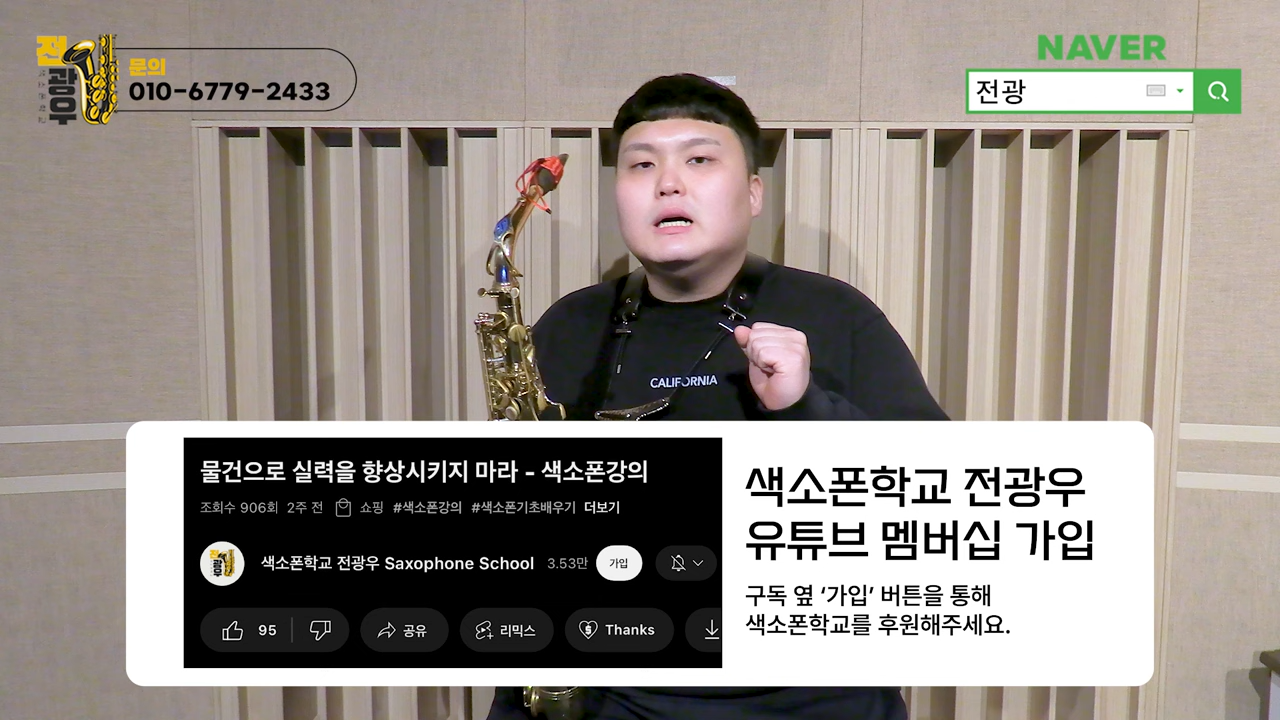 전
광
우
문의
010-6779-2433
NAVER
전광
CALIFORNIA
물건으로 실력을 향상시키지 마라 - 색소폰강의
조회수 906회 2주 전 쇼핑 #색소폰강의 #색소폰기초배우기 더보기
전
광
우
색소폰학교 전광우 Saxophone School 3.53만 가입
95 공유 리믹스 Thanks
색소폰학교 전광우
유튜브 멤버십 가입
구독 옆 ‘가입’ 버튼을 통해
색소폰학교를 후원해주세요.